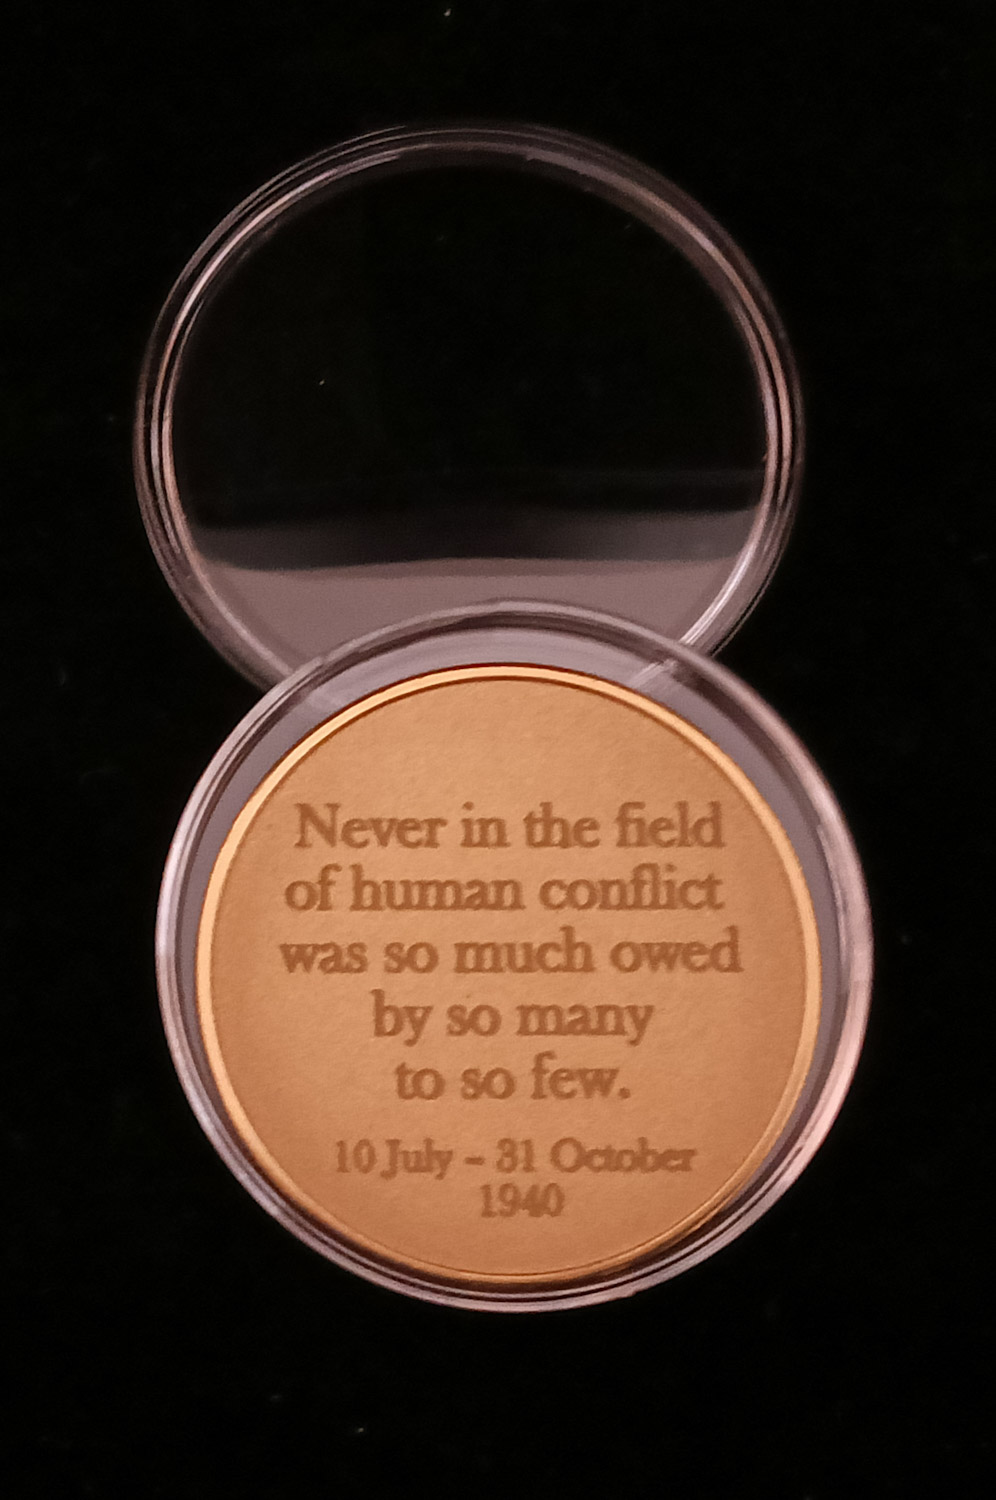 Never in the field
of human conflict
was so much owed
by so many
to so few.
10 July – 31 October
1940